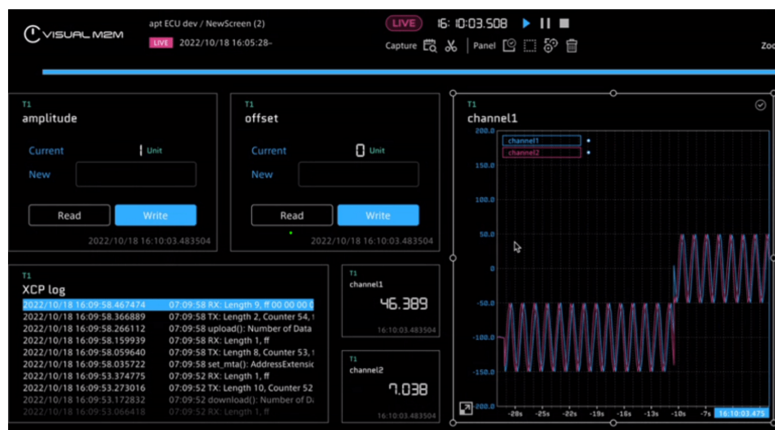 VISUAL M2M
apt ECU dev / NewScreen (2)
LIVE 2022/10/18 16:05:28~
LIVE 16:10:03.508
Capture Panel
Zoo
T1
amplitude
Current 1 Unit
New
Read Write
2022/10/18 16:10:03.483504
T1
offset
Current 0 Unit
New
Read Write
2022/10/18 16:10:03.483504
T1
XCP log
2022/10/18 16:09:58.467474 07:09:58 RX: Length 9, ff 00 00 00 0
2022/10/18 16:09:58.366889 07:09:58 TX: Length 2, Counter 54,
2022/10/18 16:09:58.266112 07:09:58 upload(): Number of Data
2022/10/18 16:09:58.159939 07:09:58 RX: Length 1, ff
2022/10/18 16:09:58.059640 07:09:58 TX: Length 8, Counter 53,
2022/10/18 16:09:58.035722 07:09:58 set_mta(): AddressExtensio
2022/10/18 16:09:53.374775 07:09:52 RX: Length 1, ff
2022/10/18 16:09:53.273016 07:09:52 TX: Length 10, Counter 52
2022/10/18 16:09:53.172832 07:09:52 download(): Number of Da
2022/10/18 16:09:53.066418 07:09:52 RX: Length 1, ff
T1
channel1
46.389
16:10:03.483504
T1
channel2
7.038
16:10:03.483504
T1
channel1
channel1
channel2
200.0
150.0
100.0
50.0
0
-50.0
-100.0
-150.0
-200.0
-28s -25s -22s -19s -16s -13s -10s -7s 16:10:03.475